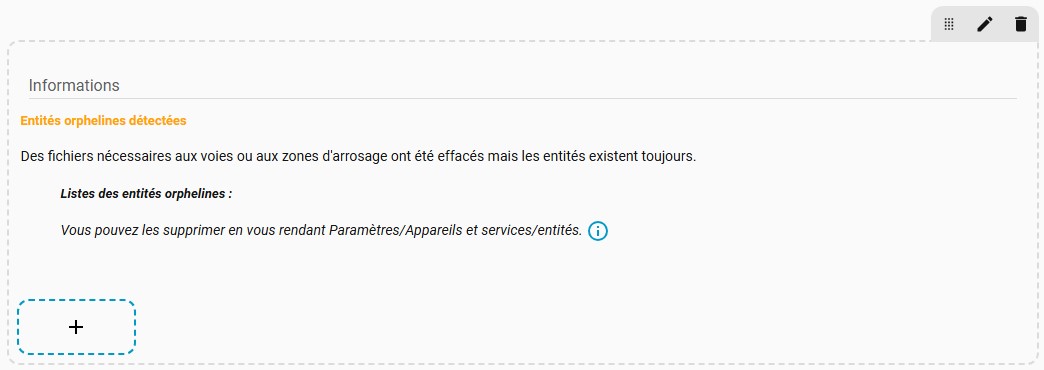 Informations
Entités orphelines détectées
Des fichiers nécessaires aux voies ou aux zones d'arrosage ont été effacés mais les entités existent toujours.
Listes des entités orphelines :
Vous pouvez les supprimer en vous rendant Paramètres/Appareils et services/entités.